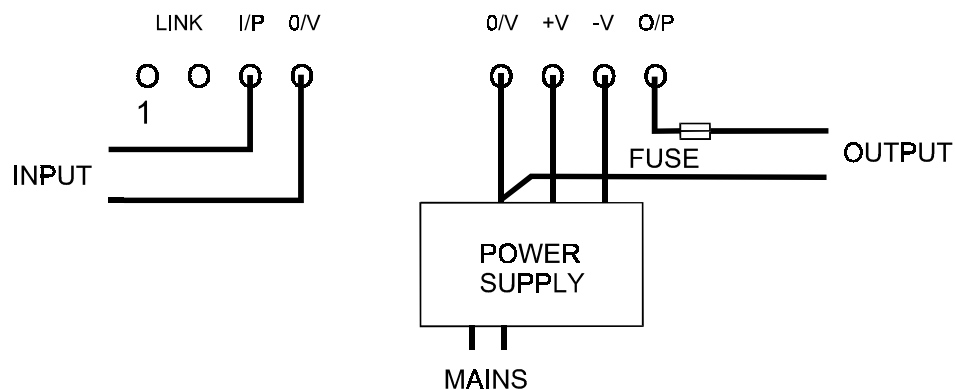 LINK I/P 0/V 0/V +V -V O/P
1
INPUT
FUSE
OUTPUT
POWER
SUPPLY
MAINS